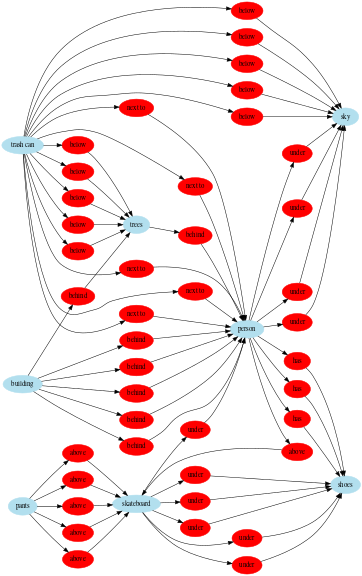 below
below
below
below
below
next to
sky
trash can
below
under
below
next to
below
under
below
trees
behind
below
next to
behind
next to
under
next to
under
person
behind
behind
has
building
behind
has
behind
has
under
behind
above
above
under
above
shoes
pants
above
skateboard
under
above
under
under
above
under